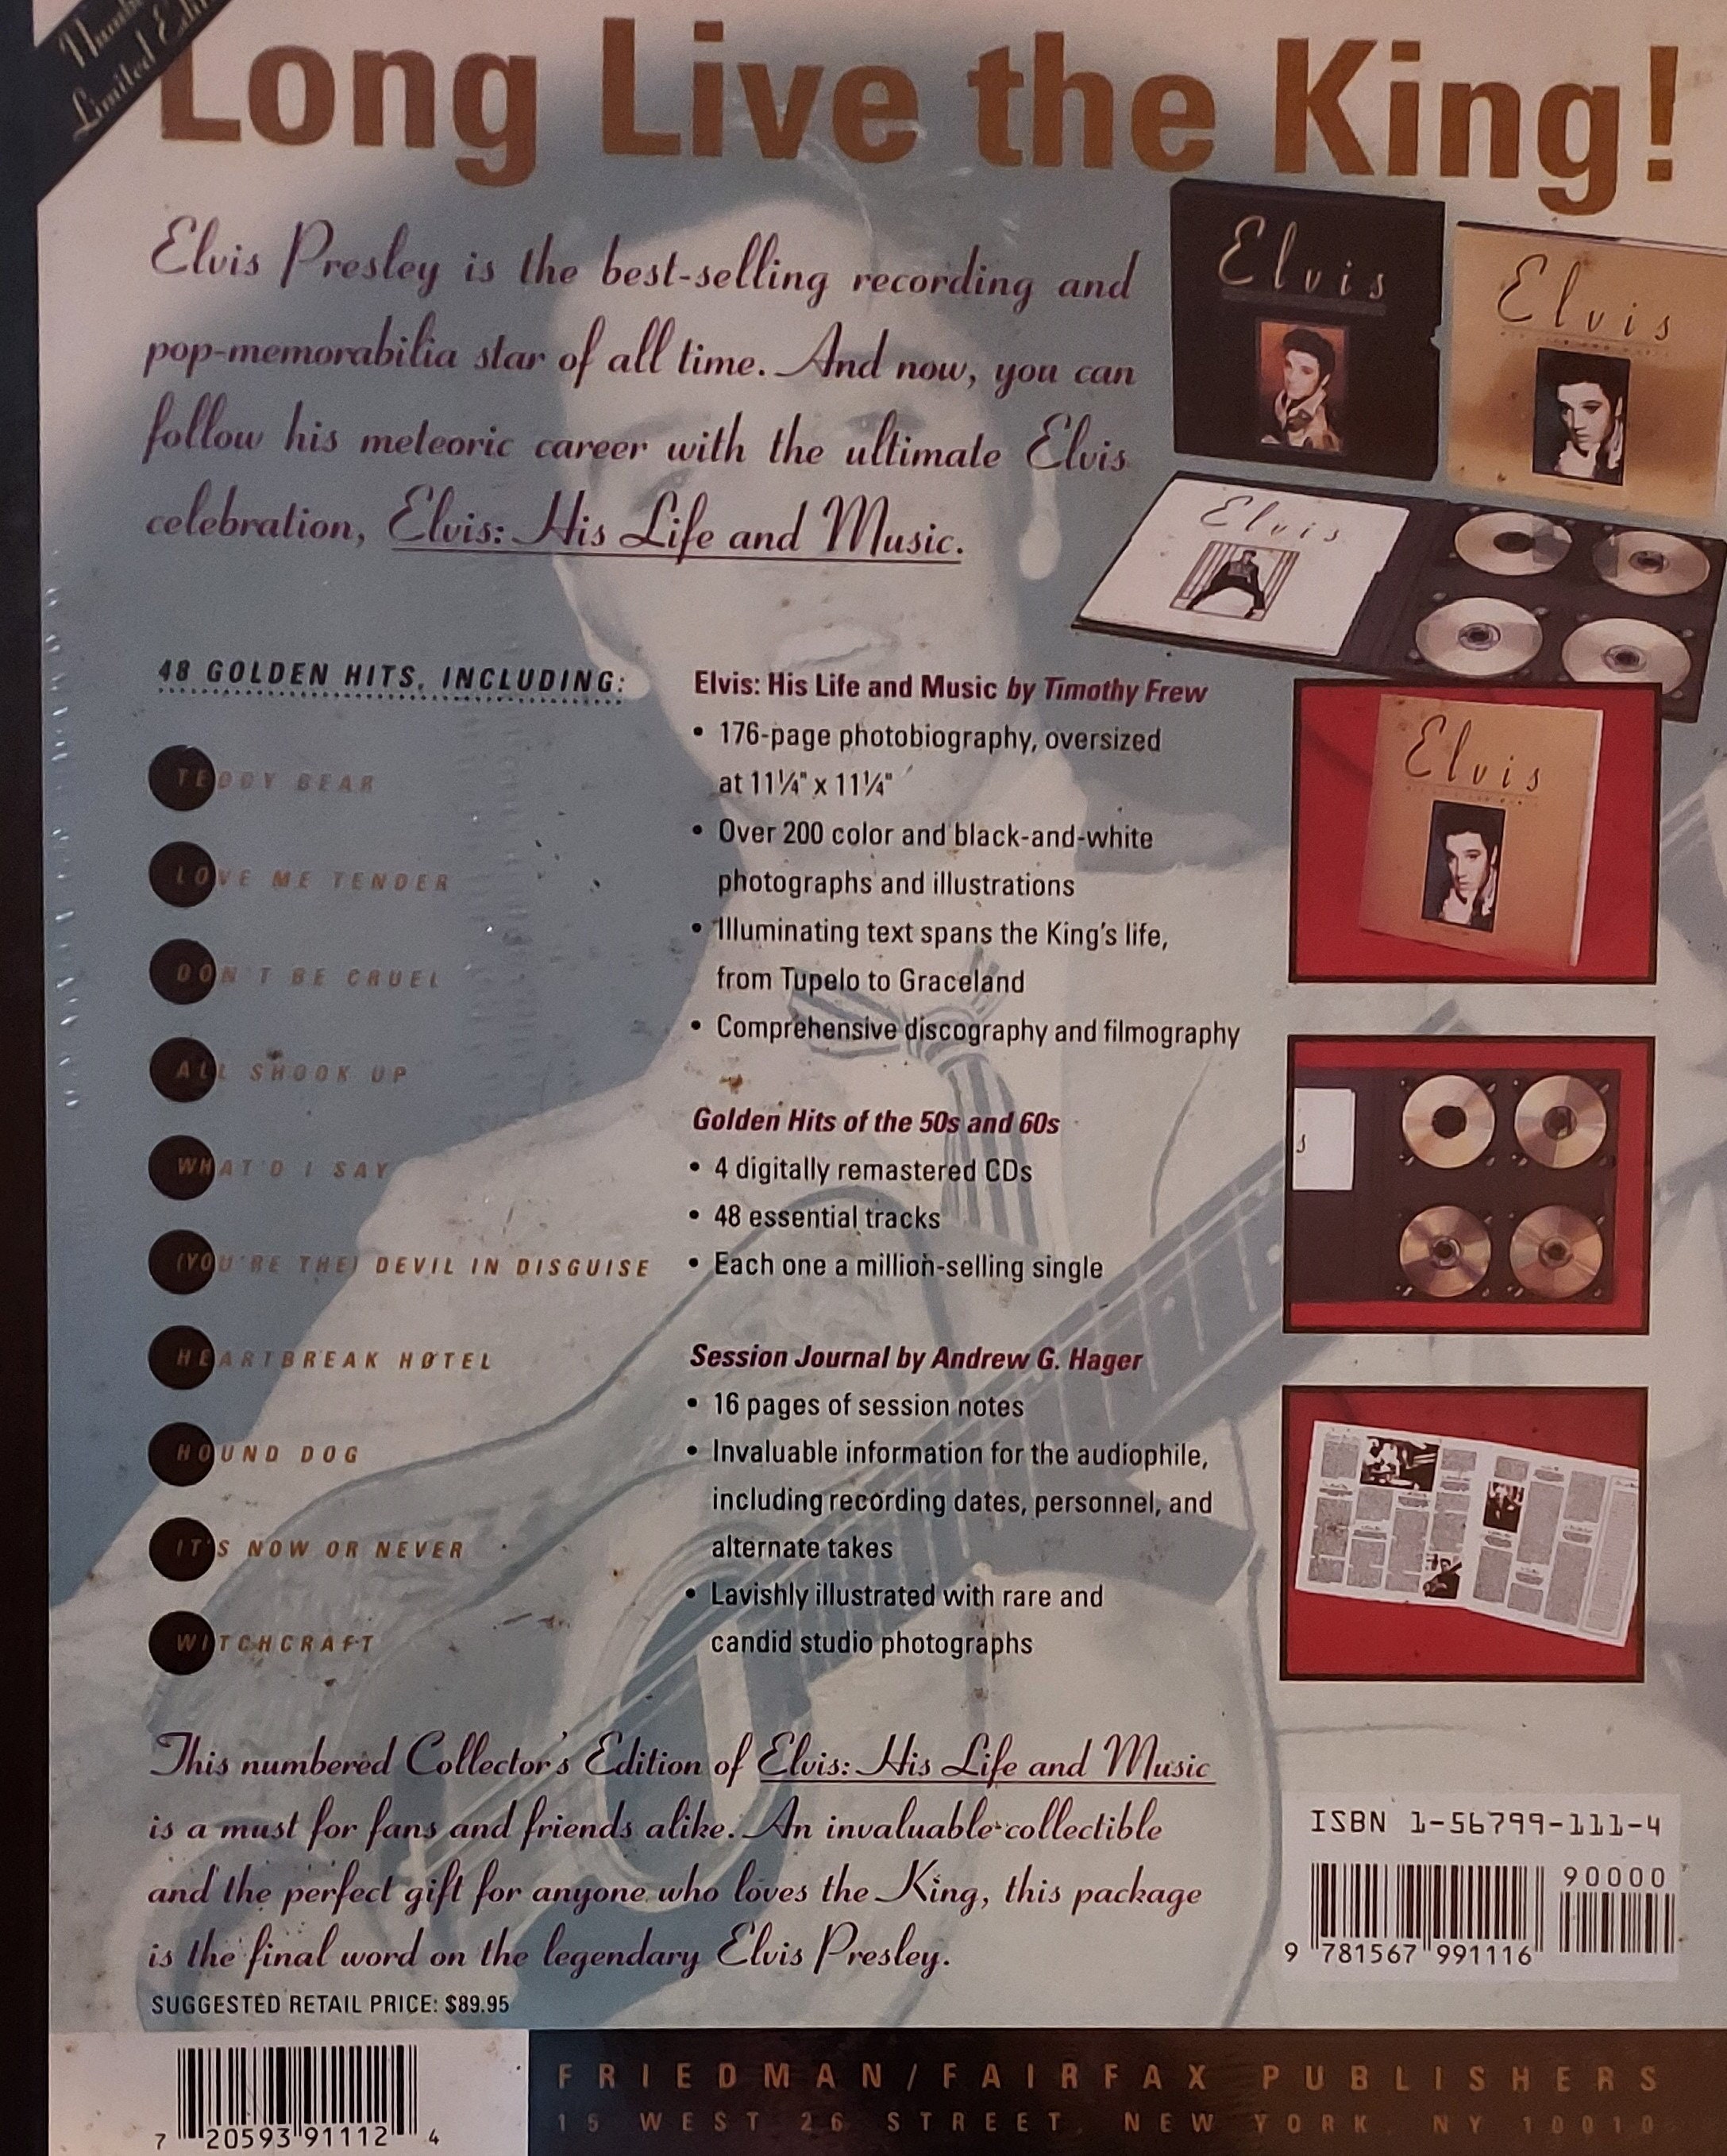 Limited
Long Live the King!
Elvis Presley is the best-selling recording and
pop-memorabilia star of all time. And now, you can
follow his meteoric career with the ultimate Elvis
celebration, Elvis: His Life and Music.
Elvis
Elvis
Elvis
48 GOLDEN HITS, INCLUDING:
TEDDY BEAR
LOVE ME TENDER
DON'T BE CRUEL
ALL SHOOK UP
WHAT'D I SAY
(YOU'RE THE) DEVIL IN DISGUISE
HEARTBREAK HOTEL
HOUND DOG
IT'S NOW OR NEVER
WITCHCRAFT
Elvis: His Life and Music by Timothy Frew
• 176-page photobiography, oversized
at 11¼" x 11¼"
• Over 200 color and black-and-white
photographs and illustrations
• Illuminating text spans the King's life,
from Tupelo to Graceland
• Comprehensive discography and filmography
Golden Hits of the 50s and 60s
• 4 digitally remastered CDs
• 48 essential tracks
• Each one a million-selling single
Session Journal by Andrew G. Hager
• 16 pages of session notes
• Invaluable information for the audiophile,
including recording dates, personnel, and
alternate takes
• Lavishly illustrated with rare and
candid studio photographs
Elvis
s
This numbered Collector's Edition of Elvis: His Life and Music
is a must for fans and friends alike. An invaluable collectible
and the perfect gift for anyone who loves the King, this package
is the final word on the legendary Elvis Presley.
SUGGESTED RETAIL PRICE: $89.95
ISBN 1-56799-111-4
90000
9 781567 991116
7 20593 91112 4
FRIEDMAN/FAIRFAX PUBLISHERS
15 WEST 26 STREET, NEW YORK, NY 10010